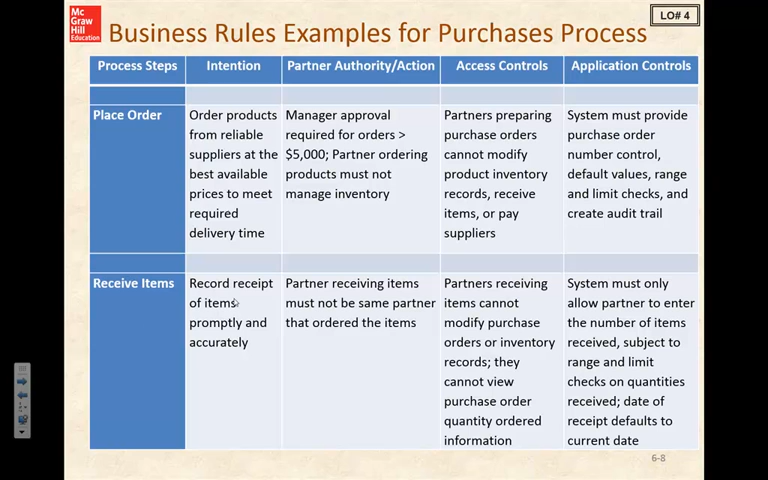 Mc
Graw
Hill
Education
LO# 4
Business Rules Examples for Purchases Process
Process Steps
Intention
Partner Authority/Action
Access Controls
Application Controls
Place Order
Order products
from reliable
suppliers at the
best available
prices to meet
required
delivery time
Manager approval
required for orders >
$5,000; Partner ordering
products must not
manage inventory
Partners preparing
purchase orders
cannot modify
product inventory
records, receive
items, or pay
suppliers
System must provide
purchase order
number control,
default values, range
and limit checks, and
create audit trail
Receive Items
Record receipt
of items
promptly and
accurately
Partner receiving items
must not be same partner
that ordered the items
Partners receiving
items cannot
modify purchase
orders or inventory
records; they
cannot view
purchase order
quantity ordered
information
System must only
allow partner to enter
the number of items
received, subject to
range and limit
checks on quantities
received; date of
receipt defaults to
current date
6-8